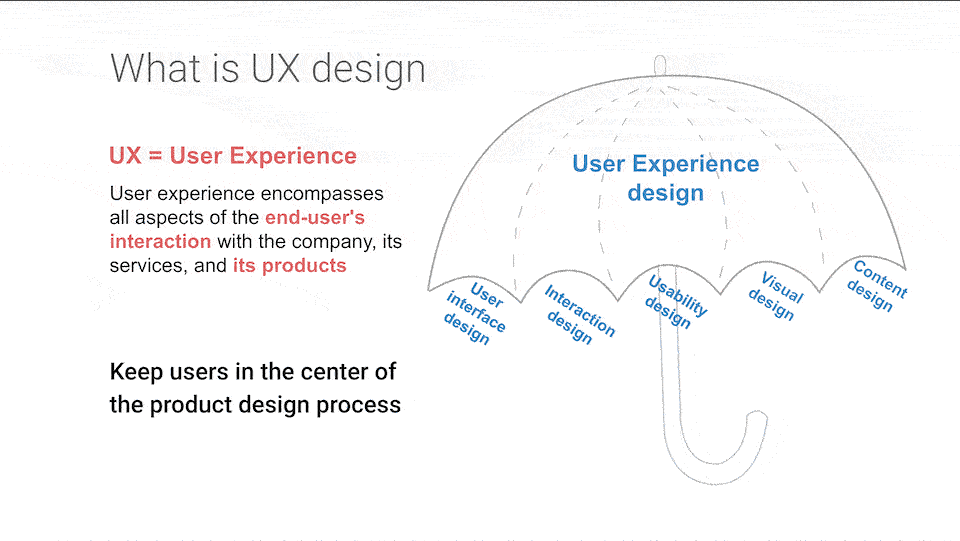 What is UX design
UX = User Experience
User experience encompasses
all aspects of the end-user's
interaction with the company, its
services, and its products
Keep users in the center of
the product design process
User Experience
design
User
interface
design
Interaction
design
Usability
design
Visual
design
Content
design